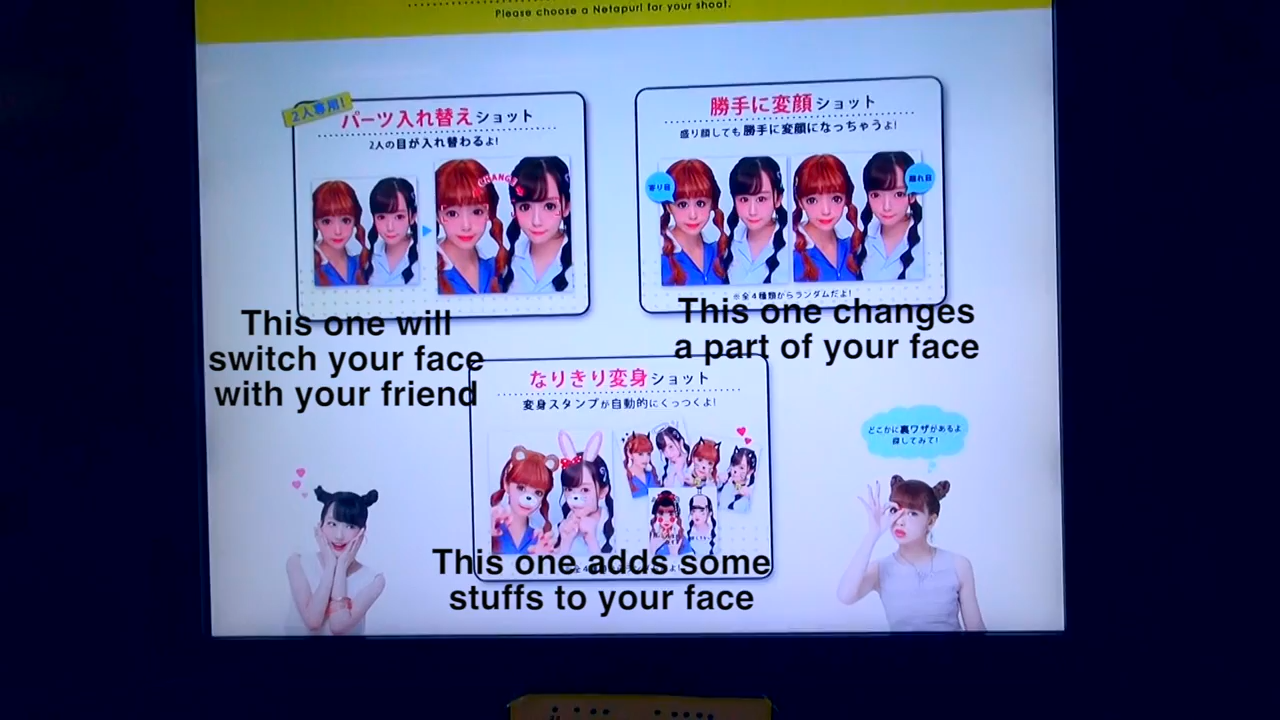 Please choose a Netapuri for your shoot.
2人専用!
パーツ入れ替えショット
2人の目が入れ替わるよ!
CHANGE
勝手に変顔ショット
盛り顔しても勝手に変顔になっちゃうよ!
寄り目
離れ目
※全4種類からランダムだよ!
This one will
switch your face
with your friend
This one changes
a part of your face
なりきり変身ショット
変身スタンプが自動的にくっつくよ!
どこかに裏ワザがあるよ
探してみて!
This one adds some
stuffs to your face